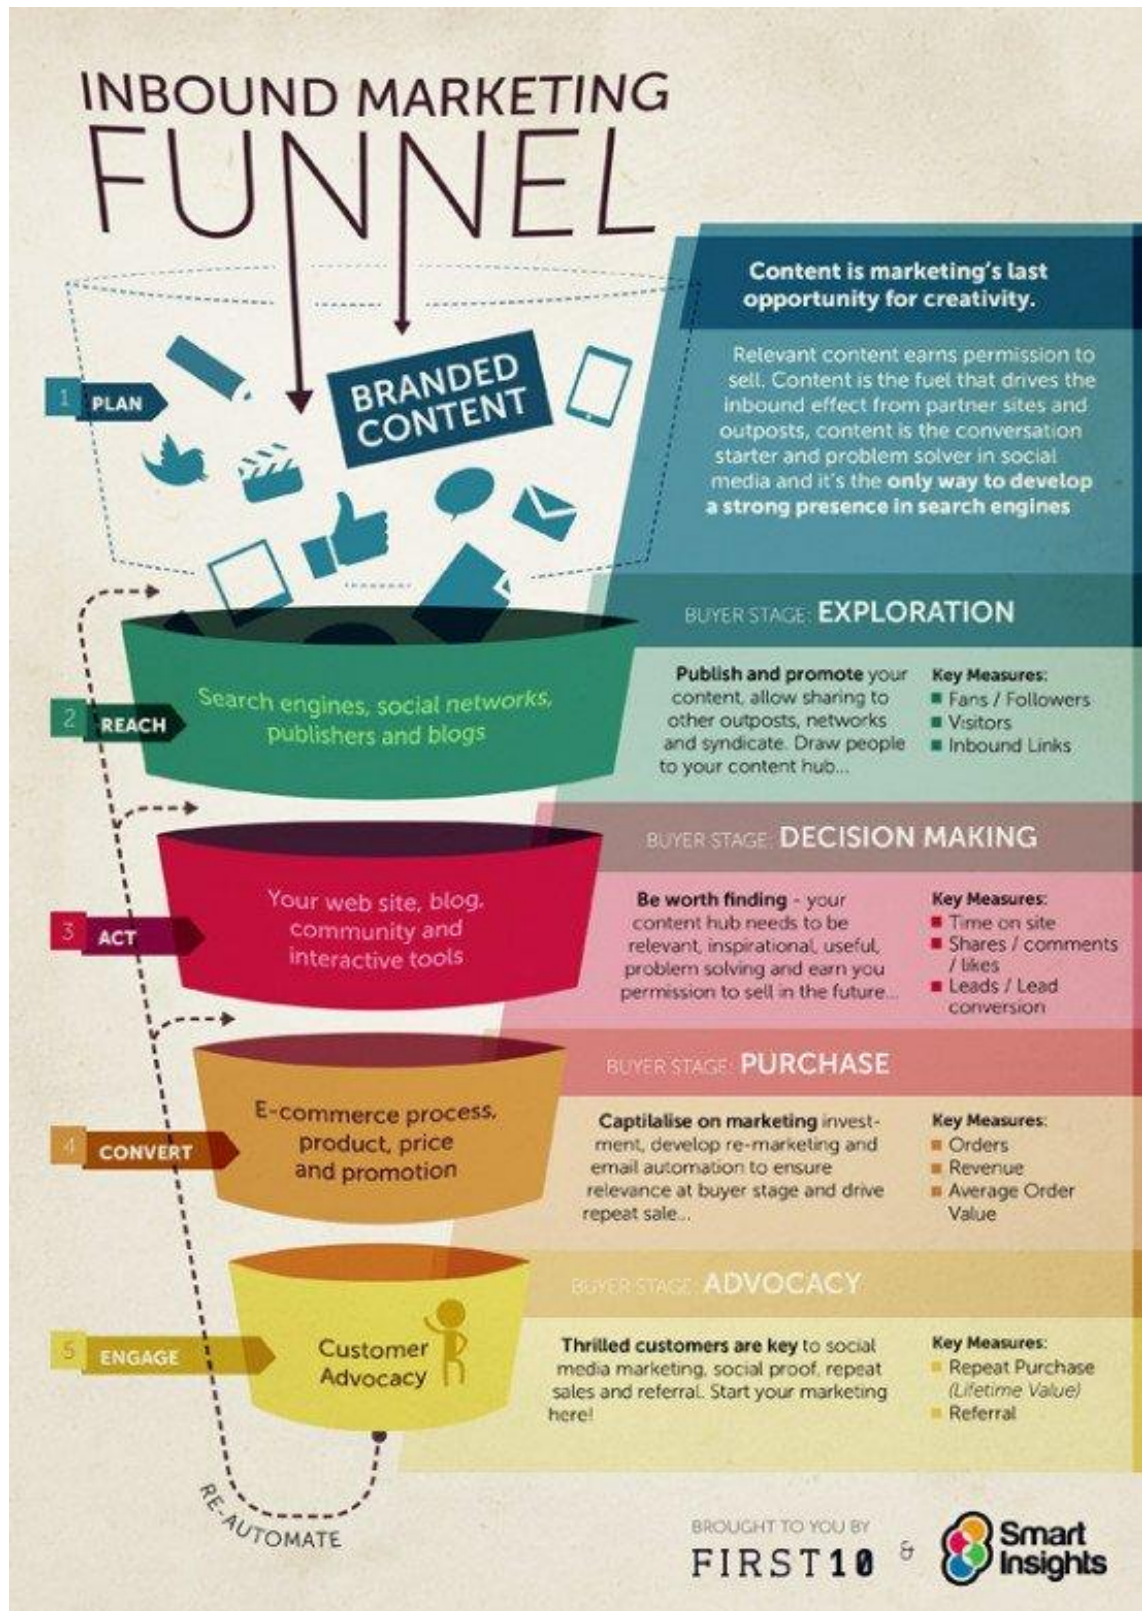 INBOUND MARKETING
FUNNEL
Content is marketing's last
opportunity for creativity.
Relevant content earns permission to
sell. Content is the fuel that drives the
inbound effect from partner sites and
outposts, content is the conversation
starter and problem solver in social
media and it's the only way to develop
a strong presence in search engines
1 PLAN
BRANDED
CONTENT
BUYER STAGE: EXPLORATION
2 REACH
Search engines, social networks,
publishers and blogs
Publish and promote your
content, allow sharing to
other outposts, networks
and syndicate. Draw people
to your content hub...
Key Measures:
Fans / Followers
Visitors
Inbound Links
BUYER STAGE: DECISION MAKING
3 ACT
Your web site, blog,
community and
interactive tools
Be worth finding - your
content hub needs to be
relevant, inspirational, useful,
problem solving and earn you
permission to sell in the future...
Key Measures:
Time on site
Shares / comments
/ likes
Leads / Lead
conversion
BUYER STAGE: PURCHASE
4 CONVERT
E-commerce process,
product, price
and promotion
Captilalise on marketing invest-
ment, develop re-marketing and
email automation to ensure
relevance at buyer stage and drive
repeat sale...
Key Measures:
Orders
Revenue
Average Order
Value
BUYER STAGE: ADVOCACY
5 ENGAGE
Customer
Advocacy
Thrilled customers are key to social
media marketing, social proof, repeat
sales and referral. Start your marketing
here!
Key Measures:
Repeat Purchase
(Lifetime Value)
Referral
RE-AUTOMATE
BROUGHT TO YOU BY
FIRST10 & Smart
Insights